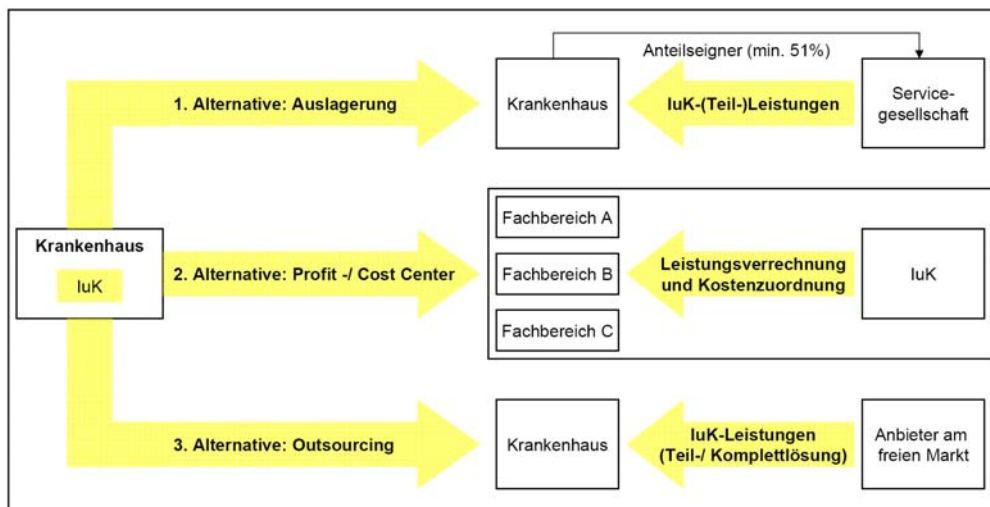 Anteilseigner (min. 51%)
1. Alternative: Auslagerung
Krankenhaus
IuK-(Teil-)Leistungen
Service-
gesellschaft
Krankenhaus
IuK
2. Alternative: Profit -/ Cost Center
Fachbereich A
Fachbereich B
Fachbereich C
Leistungsverrechnung
und Kostenzuordnung
IuK
3. Alternative: Outsourcing
Krankenhaus
IuK-Leistungen
(Teil-/ Komplettlösung)
Anbieter am
freien Markt